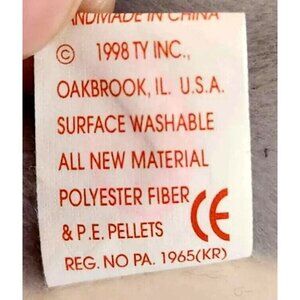 HANDMADE IN CHINA
© 1998 TY INC.,
OAKBROOK, IL. U.S.A.
SURFACE WASHABLE
ALL NEW MATERIAL
POLYESTER FIBER
& P.E. PELLETS CE
REG. NO PA. 1965(KR)